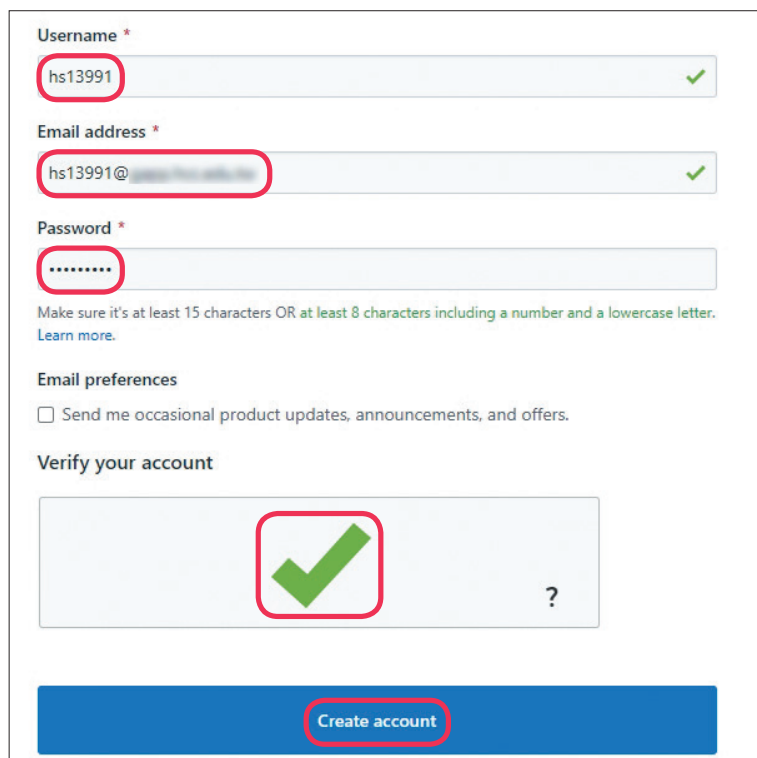 Username *
hs13991
Email address *
hs13991@
Password *
•••••••••
Make sure it's at least 15 characters OR at least 8 characters including a number and a lowercase letter.
Learn more.
Email preferences
Send me occasional product updates, announcements, and offers.
Verify your account
?
Create account